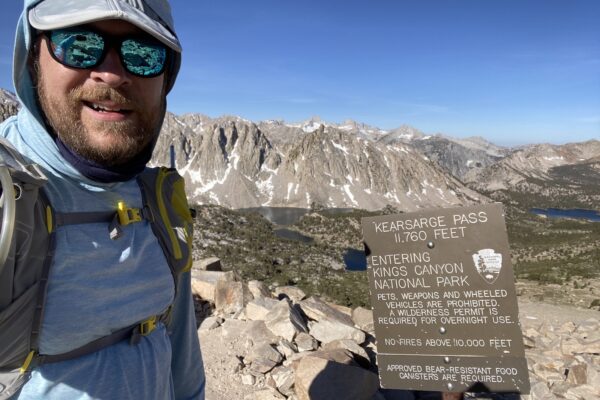 KEARSARGE PASS
11,760 FEET
ENTERING
KINGS CANYON
NATIONAL PARK
PETS, WEAPONS AND WHEELED
VEHICLES ARE PROHIBITED.
A WILDERNESS PERMIT IS
REQUIRED FOR OVERNIGHT USE.
NO FIRES ABOVE 10,000 FEET
APPROVED BEAR-RESISTANT FOOD
CANISTERS ARE REQUIRED.